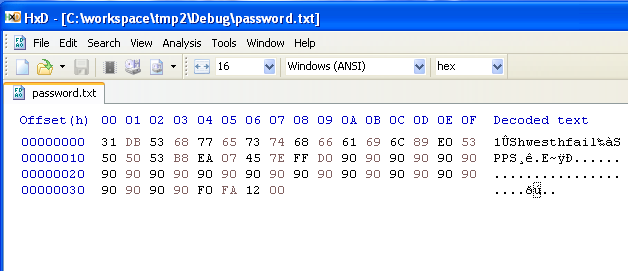 HxD - [C:\workspace\tmp2\Debug\password.txt]
File Edit Search View Analysis Tools Window Help
16 Windows (ANSI) hex
password.txt
Offset(h) 00 01 02 03 04 05 06 07 08 09 0A 0B 0C 0D 0E 0F Decoded text
00000000 31 DB 53 68 77 65 73 74 68 66 61 69 6C 89 E0 53 1ÛShwesthfail‰àS
00000010 50 50 53 B8 EA 07 45 7E FF D0 90 90 90 90 90 90 PPS¸ê.E~ÿÐ......
00000020 90 90 90 90 90 90 90 90 90 90 90 90 90 90 90 90 ................
00000030 90 90 90 90 F0 FA 12 00 ....ðú..